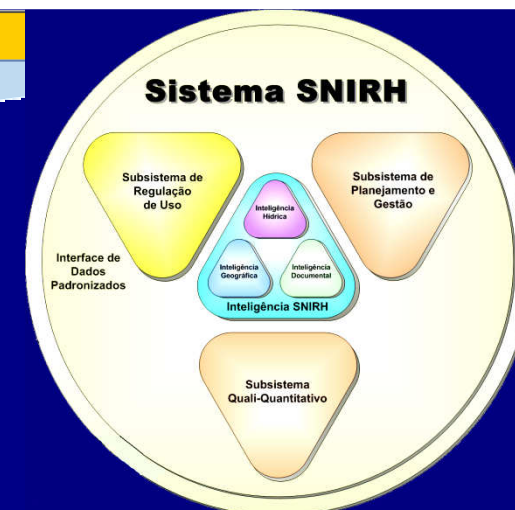 Sistema SNIRH
Subsistema de
Regulação
de Uso
Subsistema de
Planejamento e
Gestão
Inteligência
Hídrica
Interface de
Dados
Padronizados
Inteligência
Geográfica
Inteligência
Documental
Inteligência SNIRH
Subsistema
Quali-Quantitativo